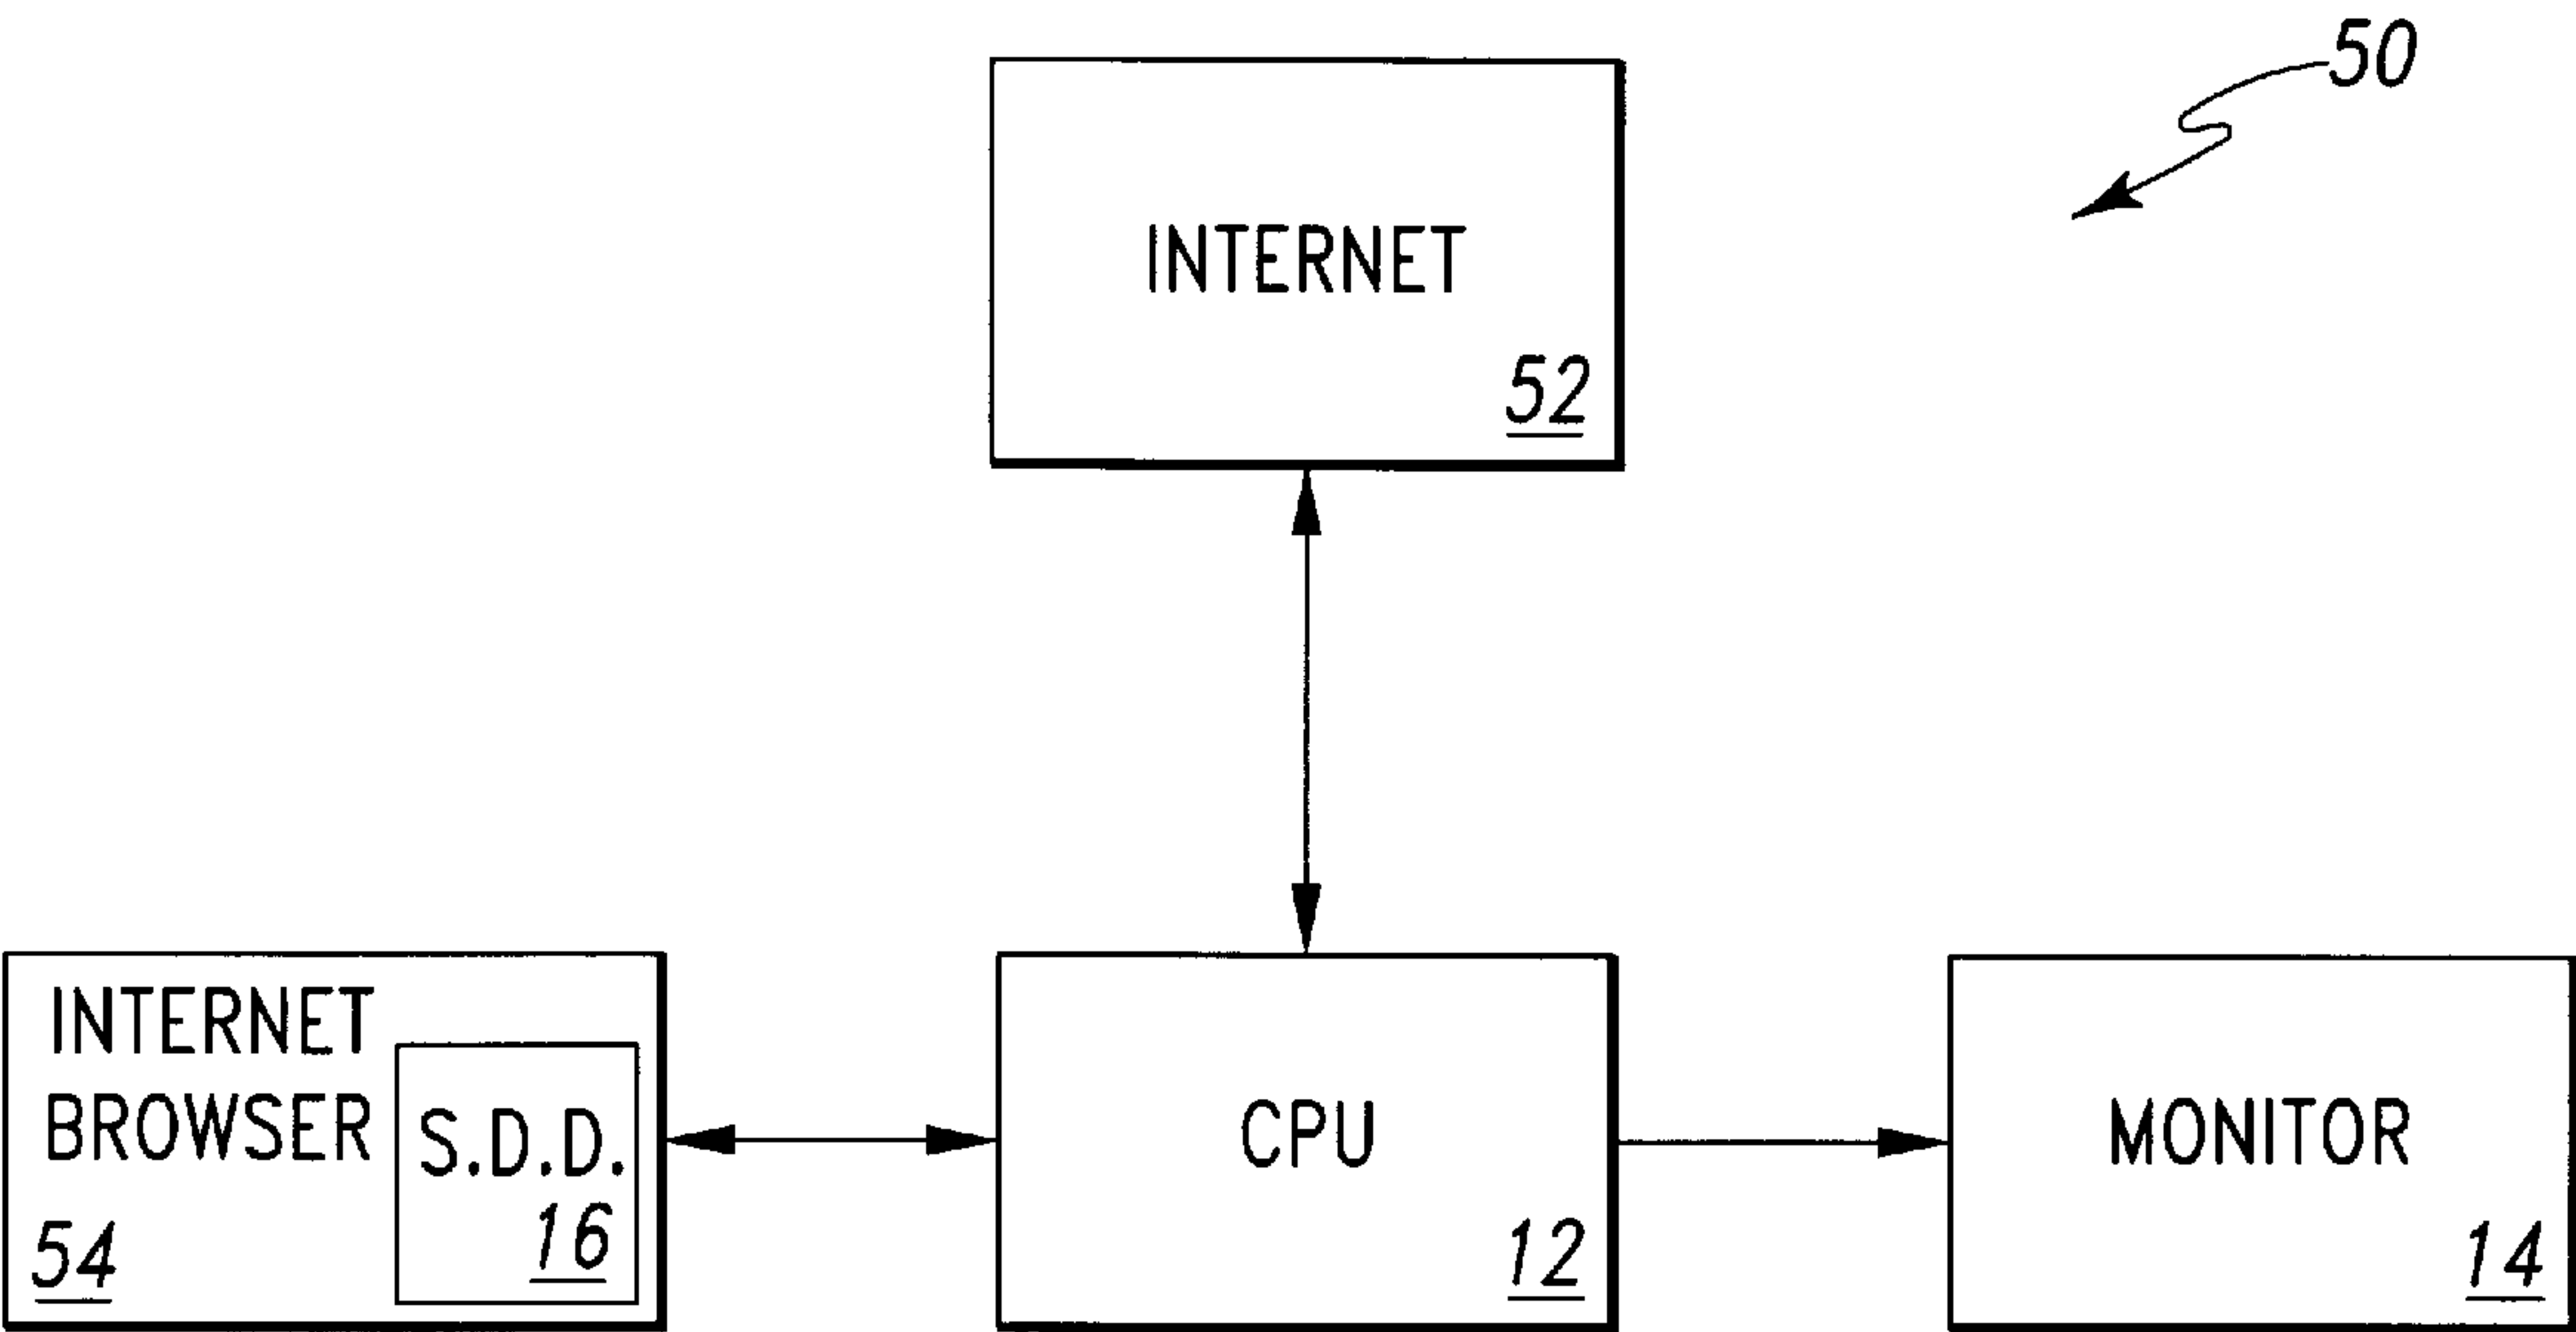 50
INTERNET
52
INTERNET
BROWSER
54
S.D.D.
16
CPU
12
MONITOR
14